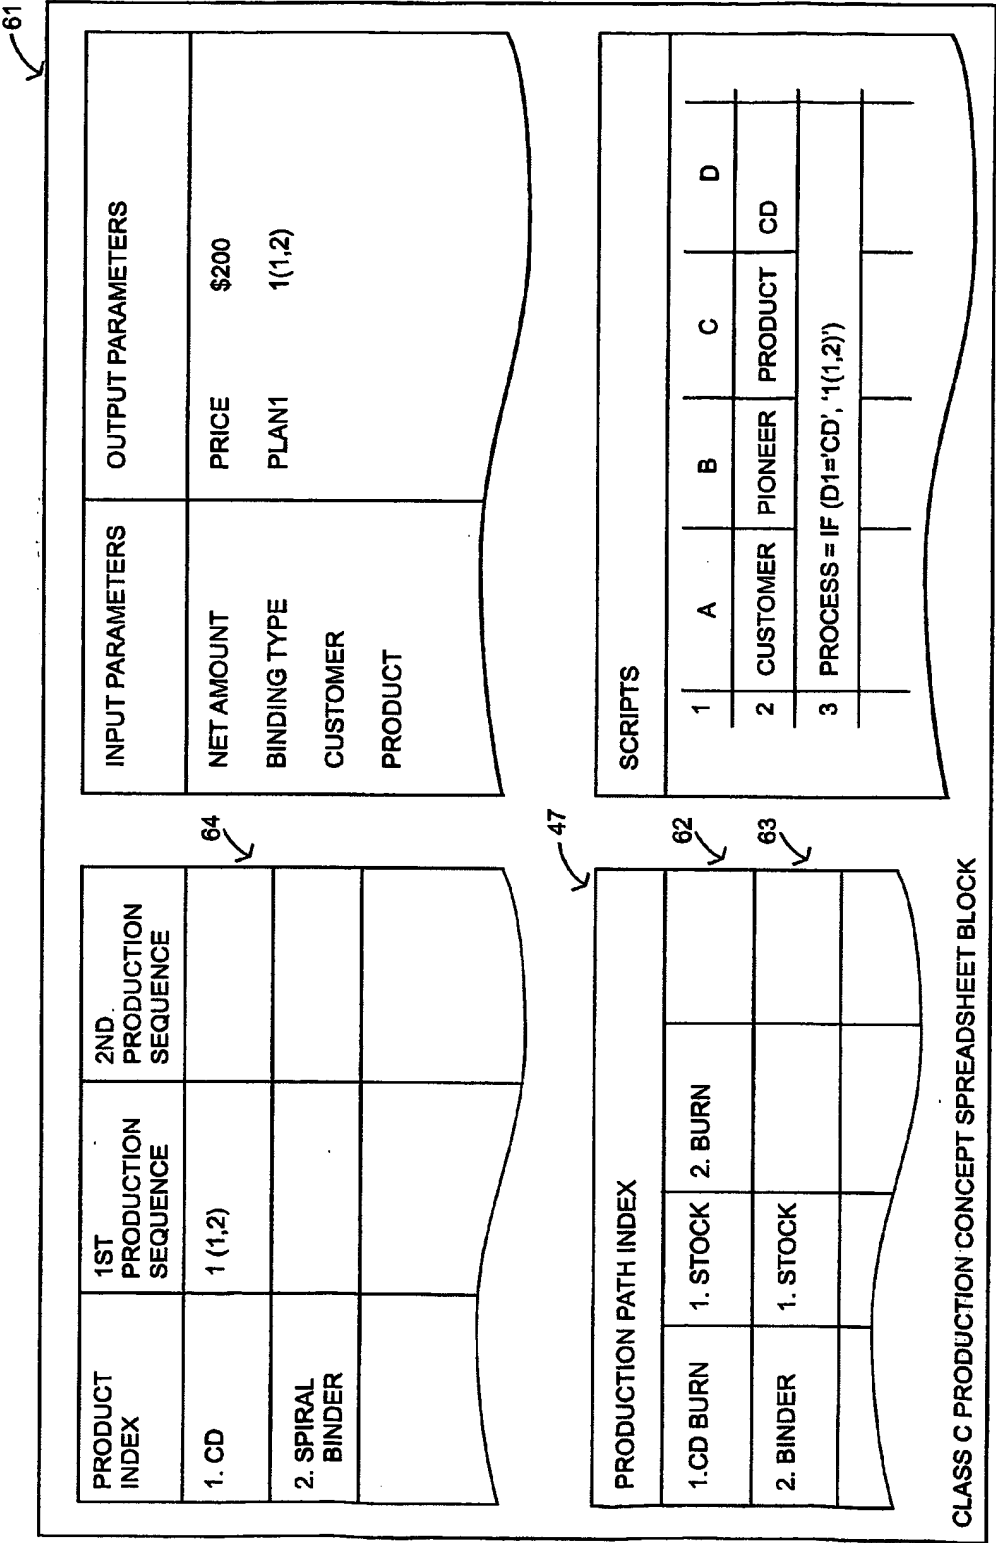 61
PRODUCT INDEX
1ST PRODUCTION SEQUENCE
2ND. PRODUCTION SEQUENCE
1. CD
1 (1,2)
64
2. SPIRAL BINDER
INPUT PARAMETERS
OUTPUT PARAMETERS
NET AMOUNT
PRICE
$200
BINDING TYPE
PLAN1
1(1,2)
CUSTOMER
PRODUCT
47
PRODUCTION PATH INDEX
1.CD BURN
1. STOCK
2. BURN
62
2. BINDER
1. STOCK
63
SCRIPTS
1
A
B
C
D
2
CUSTOMER
PIONEER
PRODUCT
CD
3
PROCESS = IF (D1='CD', '1(1,2)')
CLASS C PRODUCTION CONCEPT SPREADSHEET BLOCK